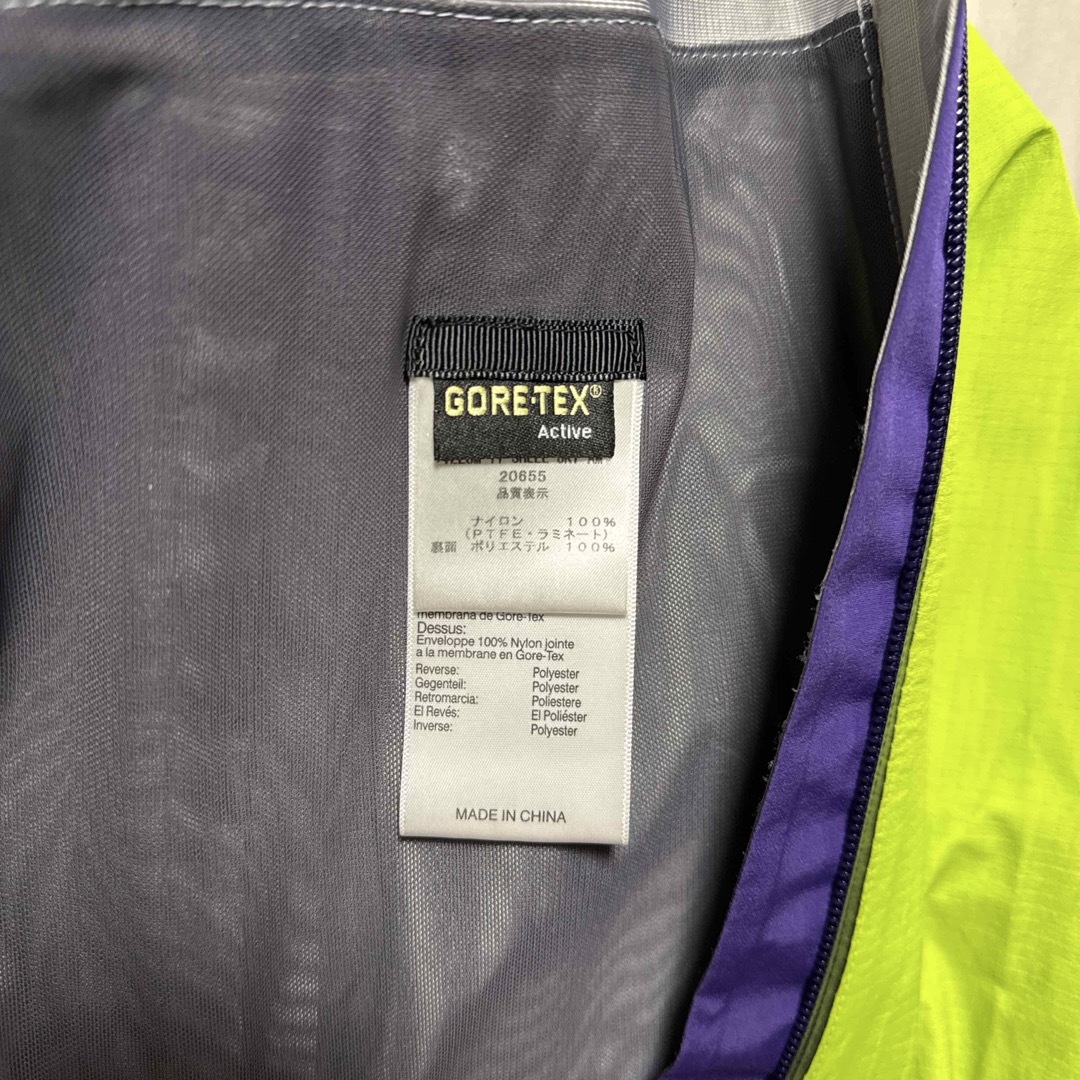 GORE-TEX®
Active
20655
品質表示
ナイロン 100%
(PTFE・ラミネート)
裏面 ポリエステル 100%
membrana de Gore-Tex
Dessus:
Enveloppe 100% Nylon jointe
a la membrane en Gore-Tex
Reverse: Polyester
Gegenteil: Polyester
Retromarcia: Poliestere
El Revés: El Poliéster
Inverse: Polyester
MADE IN CHINA